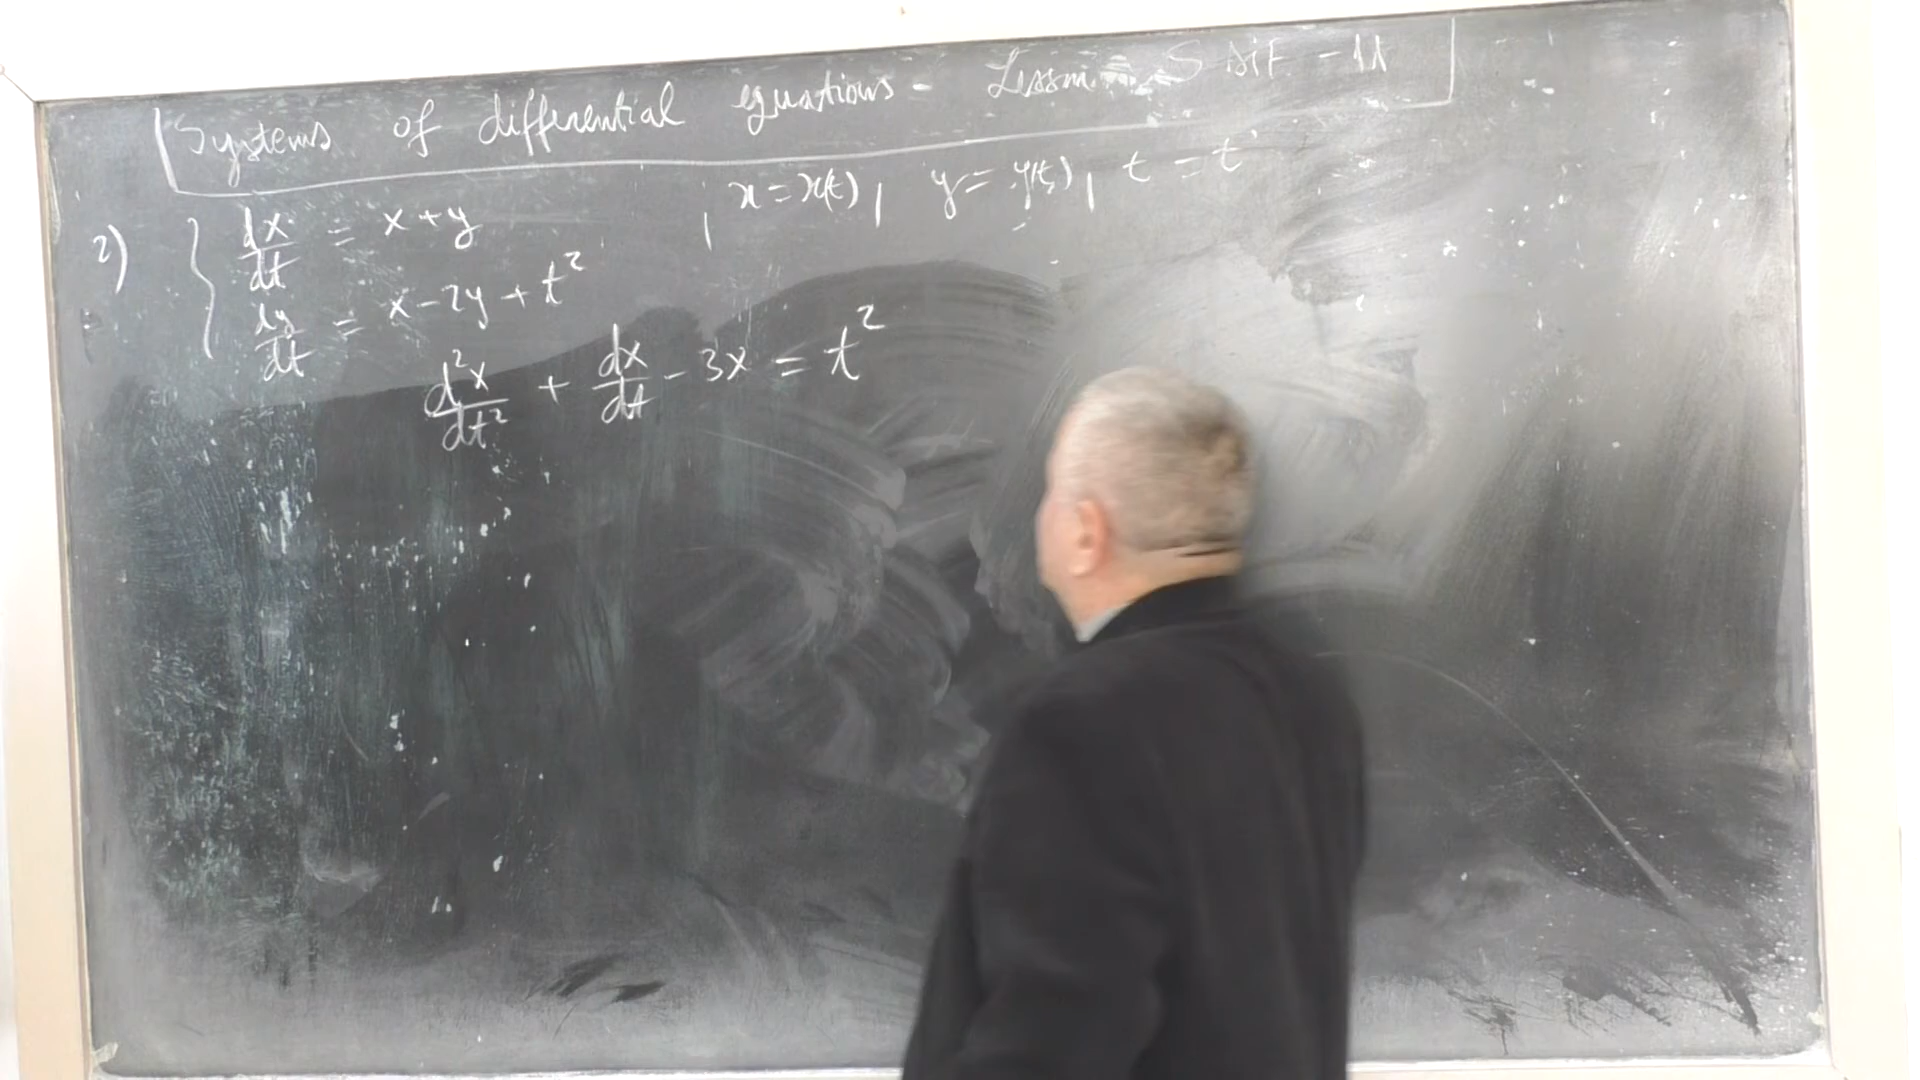 Systems of differential equations - Lesson S dif - 11
2) { dx/dt = x + y , x = x(t), y = y(t), t = t
dy/dt = x - 2y + t²
d²x/dt² + dx/dt - 3x = t²